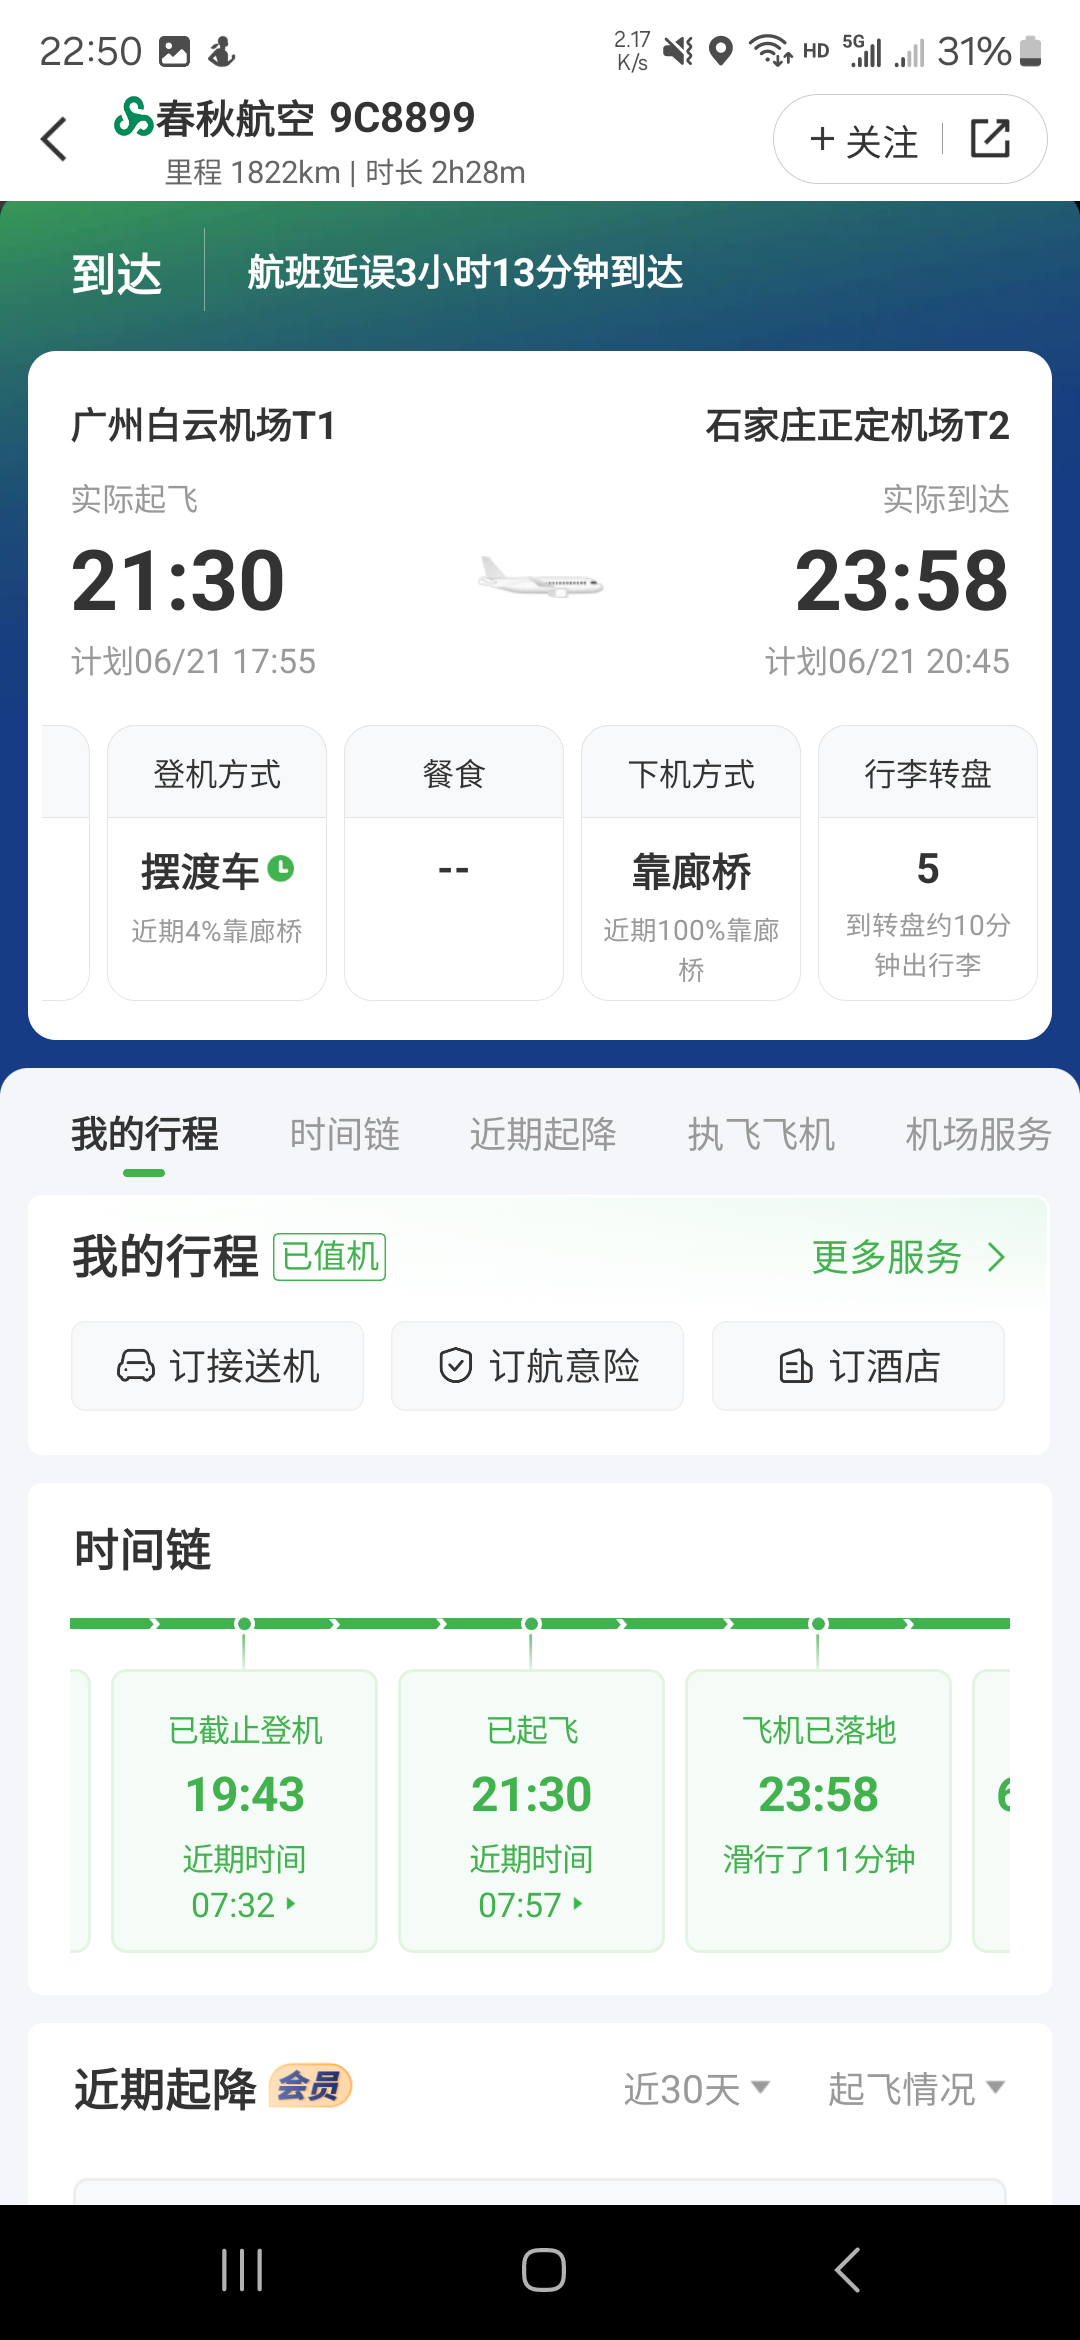 22:50
2.17
K/s
HD
5G
31%
春秋航空 9C8899
里程 1822km | 时长 2h28m
+ 关注
到达
航班延误3小时13分钟到达
广州白云机场T1
石家庄正定机场T2
实际起飞
实际到达
21:30
23:58
计划06/21 17:55
计划06/21 20:45
登机方式
餐食
下机方式
行李转盘
摆渡车
--
靠廊桥
5
近期4%靠廊桥
近期100%靠廊
桥
到转盘约10分
钟出行李
我的行程
时间链
近期起降
执飞飞机
机场服务
我的行程
已值机
更多服务
订接送机
订航意险
订酒店
时间链
已截止登机
19:43
近期时间
07:32
已起飞
21:30
近期时间
07:57
飞机已落地
23:58
滑行了11分钟
近期起降
会员
近30天
起飞情况